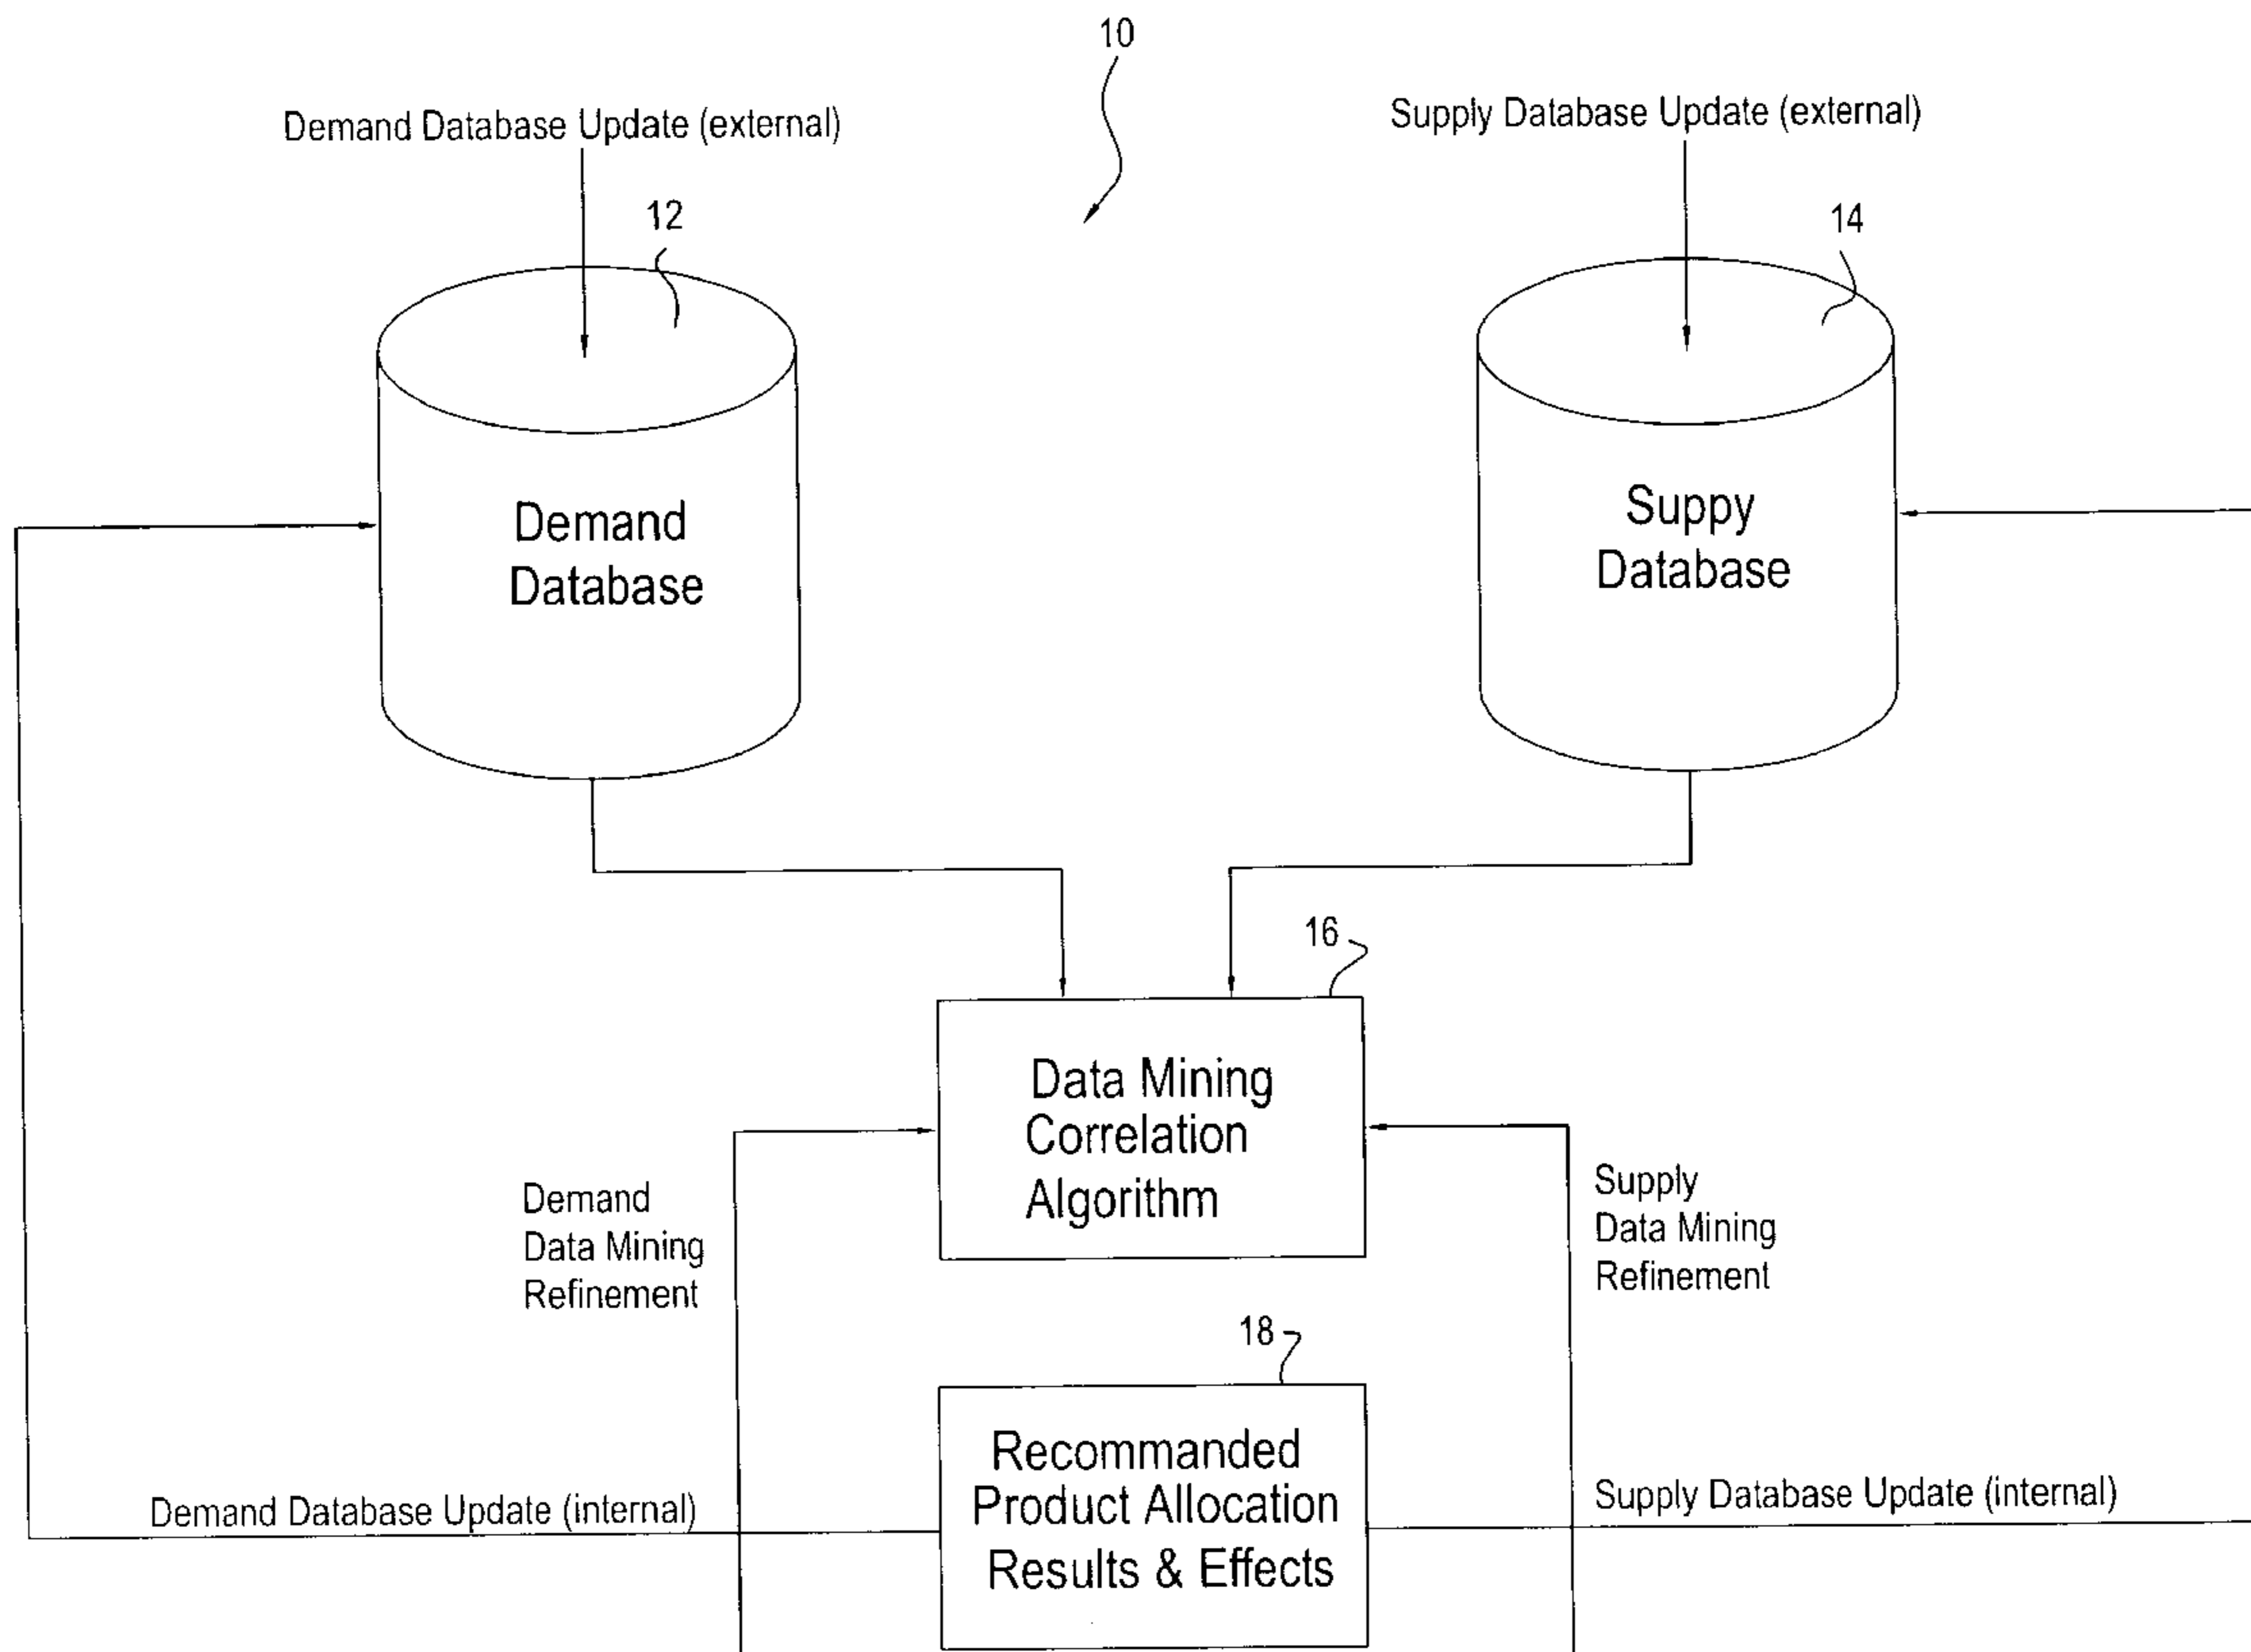 10
Demand Database Update (external)
Supply Database Update (external)
12
14
Demand
Database
Suppy
Database
16
Data Mining
Correlation
Algorithm
Demand
Data Mining
Refinement
Supply
Data Mining
Refinement
18
Recommanded
Product Allocation
Results & Effects
Demand Database Update (internal)
Supply Database Update (internal)